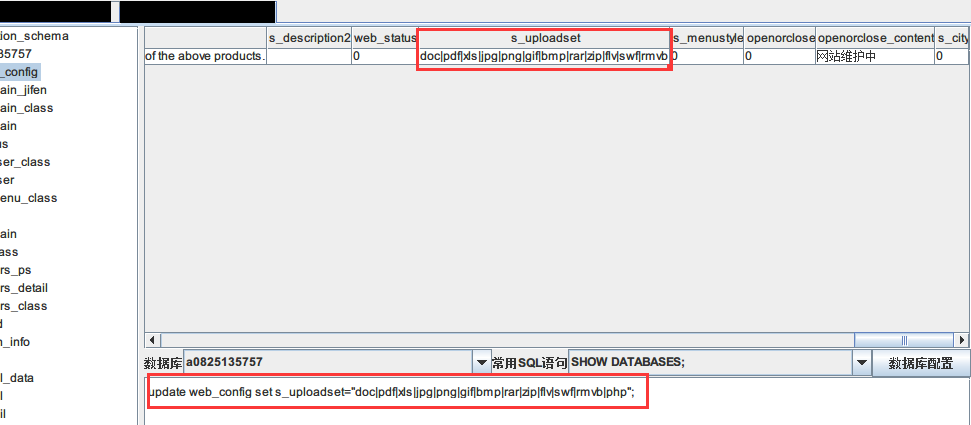 tion_schema
35757
_config
ain_jifen
ain_class
ain
us
ser_class
ser
enu_class
ain
ass
rs_ps
rs_detail
rs_class
d
n_info
l_data
l
il
s_description2 web_status s_uploadset s_menustyle openorclose openorclose_content s_city
of the above products. 0 doc|pdf|xls||jpg|png|gif|bmp|rar|zip|flv|swf|rmvb 0 0 网站维护中 0
数据库 a0825135757 常用SQL语句 SHOW DATABASES; 数据库配置
update web_config set s_uploadset="doc|pdf|xls||jpg|png|gif|bmp|rar|zip|flv|swf|rmvb|php";